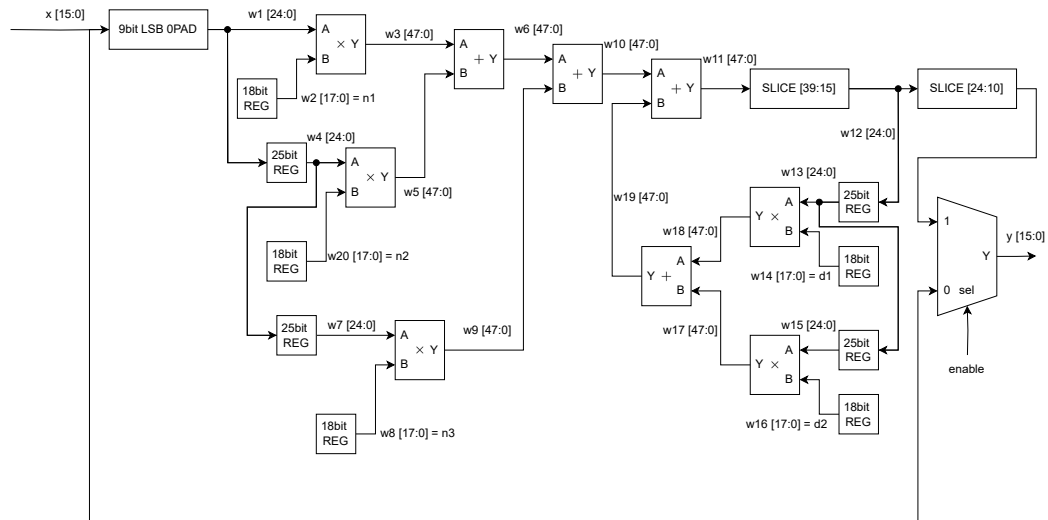 x [15:0]
9bit LSB 0PAD
w1 [24:0]
A
B
× Y
w3 [47:0]
18bit
REG
w2 [17:0] = n1
A
B
+ Y
w6 [47:0]
A
B
+ Y
w10 [47:0]
A
B
+ Y
w11 [47:0]
SLICE [39:15]
SLICE [24:10]
w12 [24:0]
25bit
REG
w4 [24:0]
A
B
× Y
w5 [47:0]
18bit
REG
w20 [17:0] = n2
w19 [47:0]
w13 [24:0]
25bit
REG
Y ×
A
B
w18 [47:0]
18bit
REG
w14 [17:0] = d1
Y +
A
B
1
0 sel
Y
y [15:0]
enable
25bit
REG
w7 [24:0]
A
B
× Y
w9 [47:0]
w17 [47:0]
w15 [24:0]
Y ×
A
B
25bit
REG
18bit
REG
w16 [17:0] = d2
18bit
REG
w8 [17:0] = n3